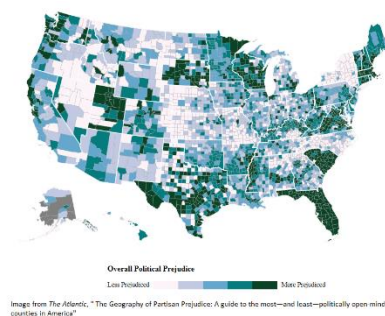 Overall Political Prejudice
Less Prejudiced More Prejudiced
Image from The Atlantic, “ The Geography of Partisan Prejudice: A guide to the most—and least—politically open-mind
counties in America”